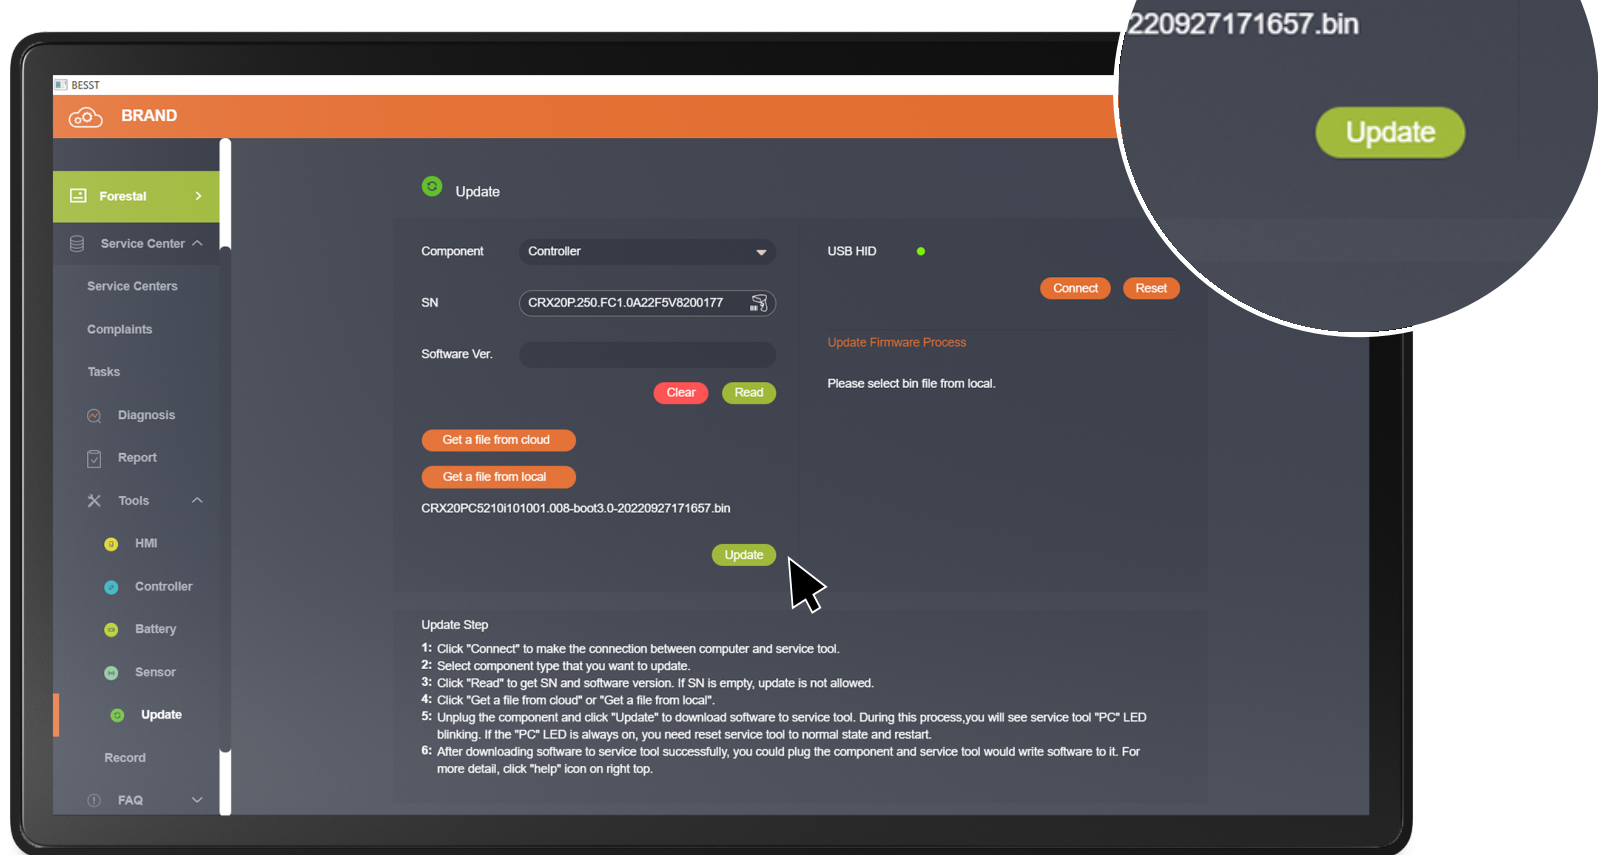 220927171657.bin
Update
BESST
BRAND
Forestal
Service Center
Service Centers
Complaints
Tasks
Diagnosis
Report
Tools
HMI
Controller
Battery
Sensor
Update
Record
FAQ
Update
Component
Controller
SN
CRX20P.250.FC1.0A22F5V8200177
Software Ver.
Clear
Read
Get a file from cloud
Get a file from local
CRX20PC5210i101001.008-boot3.0-20220927171657.bin
Update
USB HID
Connect
Reset
Update Firmware Process
Please select bin file from local.
Update Step
1: Click "Connect" to make the connection between computer and service tool.
2: Select component type that you want to update.
3: Click "Read" to get SN and software version. If SN is empty, update is not allowed.
4: Click "Get a file from cloud" or "Get a file from local".
5: Unplug the component and click "Update" to download software to service tool. During this process,you will see service tool "PC" LED
blinking. If the "PC" LED is always on, you need reset service tool to normal state and restart.
6: After downloading software to service tool successfully, you could plug the component and service tool would write software to it. For
more detail, click "help" icon on right top.